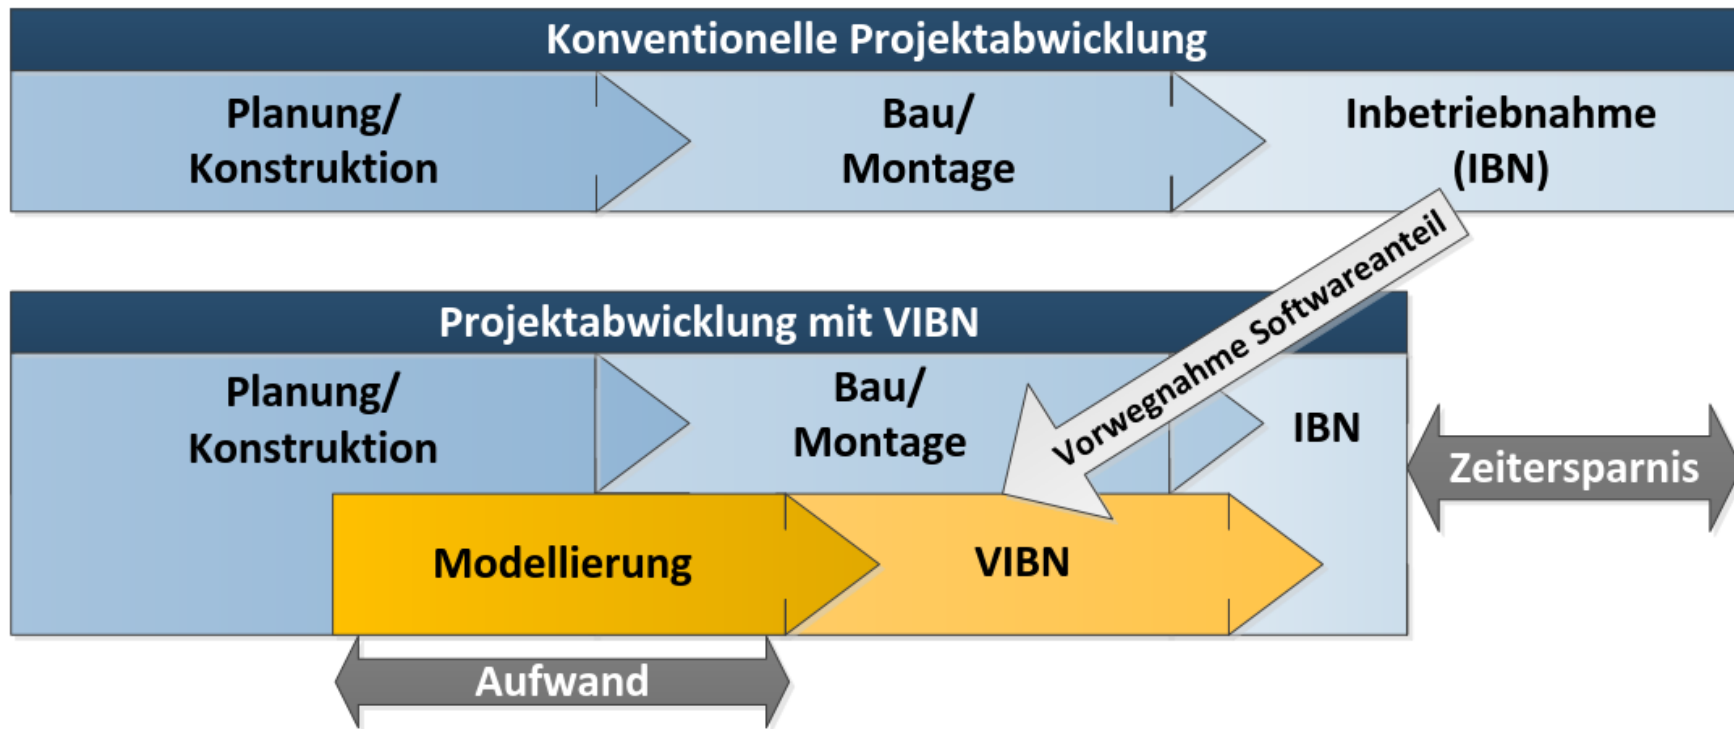 Konventionelle Projektabwicklung
Planung/
Konstruktion
Bau/
Montage
Inbetriebnahme
(IBN)
Vorwegnahme Softwareanteil
Projektabwicklung mit VIBN
Planung/
Konstruktion
Bau/
Montage
IBN
Zeitersparnis
Modellierung
VIBN
Aufwand